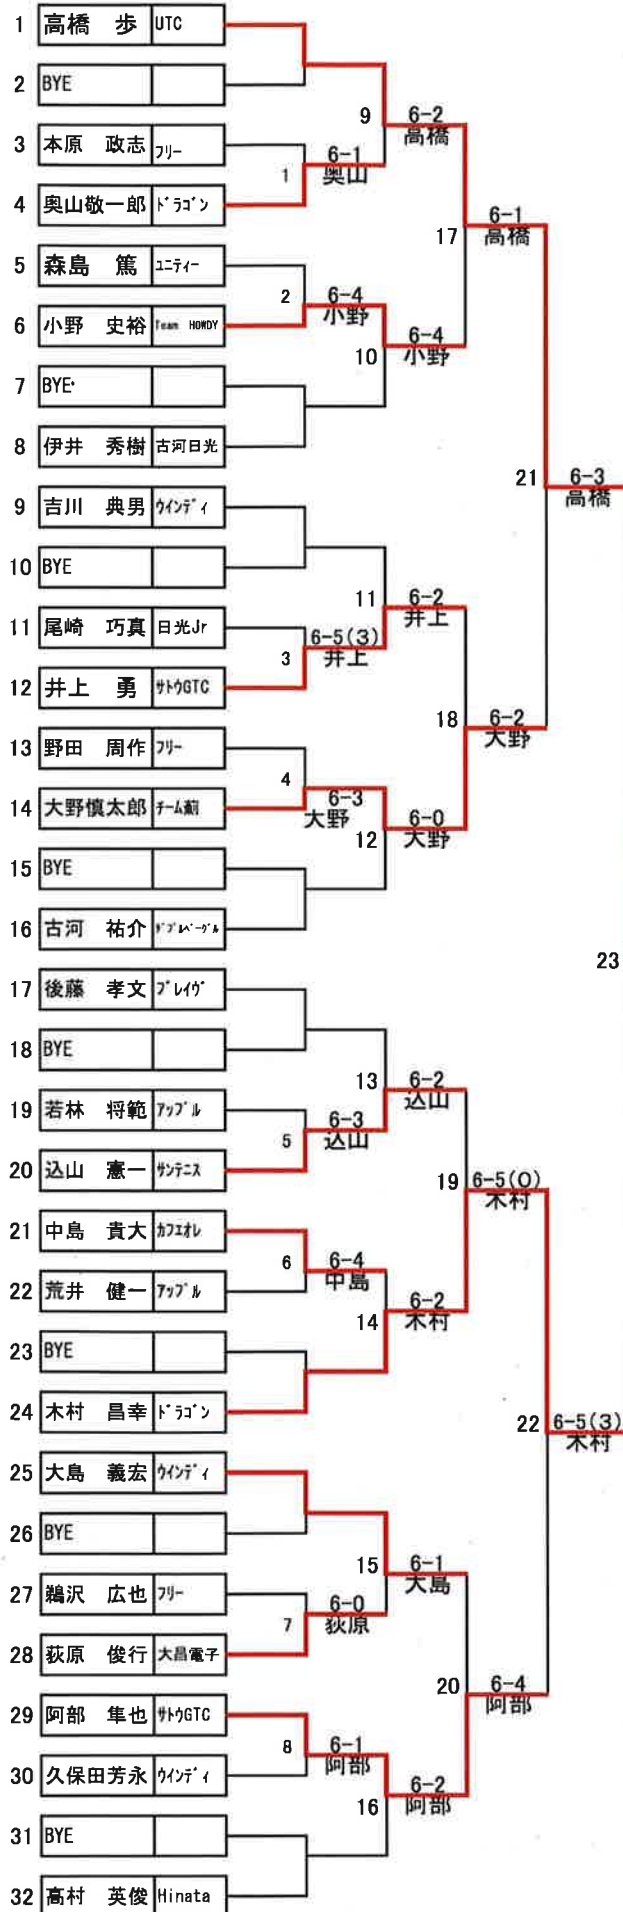 1 高橋 歩 UTC
2 BYE
3 本原 政志 フリー
4 奥山敬一郎 ドラゴン
5 森島 篤 ユニティー
6 小野 史裕 Team HOWDY
7 BYE
8 伊井 秀樹 古河日光
9 吉川 典男 ウインディ
10 BYE
11 尾崎 巧真 日光Jr
12 井上 勇 サトウGTC
13 野田 周作 フリー
14 大野慎太郎 チーム薊
15 BYE
16 古河 祐介 ダブルベーグル
17 後藤 孝文 ブレイヴ
18 BYE
19 若林 将範 アップル
20 込山 憲一 サンテニス
21 中島 貴大 カフェオレ
22 荒井 健一 アップル
23 BYE
24 木村 昌幸 ドラゴン
25 大島 義宏 ウインディ
26 BYE
27 鵜沢 広也 フリー
28 荻原 俊行 大昌電子
29 阿部 隼也 サトウGTC
30 久保田芳永 ウインディ
31 BYE
32 高村 英俊 Hinata
1 6-1
奥山
2 6-4
小野
3 6-5(3)
井上
4 6-3
大野
5 6-3
込山
6 6-4
中島
7 6-0
荻原
8 6-1
阿部
9 6-2
高橋
10 6-4
小野
11 6-2
井上
12 6-0
大野
13 6-2
込山
14 6-2
木村
15 6-1
大島
16 6-2
阿部
17 6-1
高橋
18 6-2
大野
19 6-5(0)
木村
20 6-4
阿部
21 6-3
高橋
22 6-5(3)
木村
23